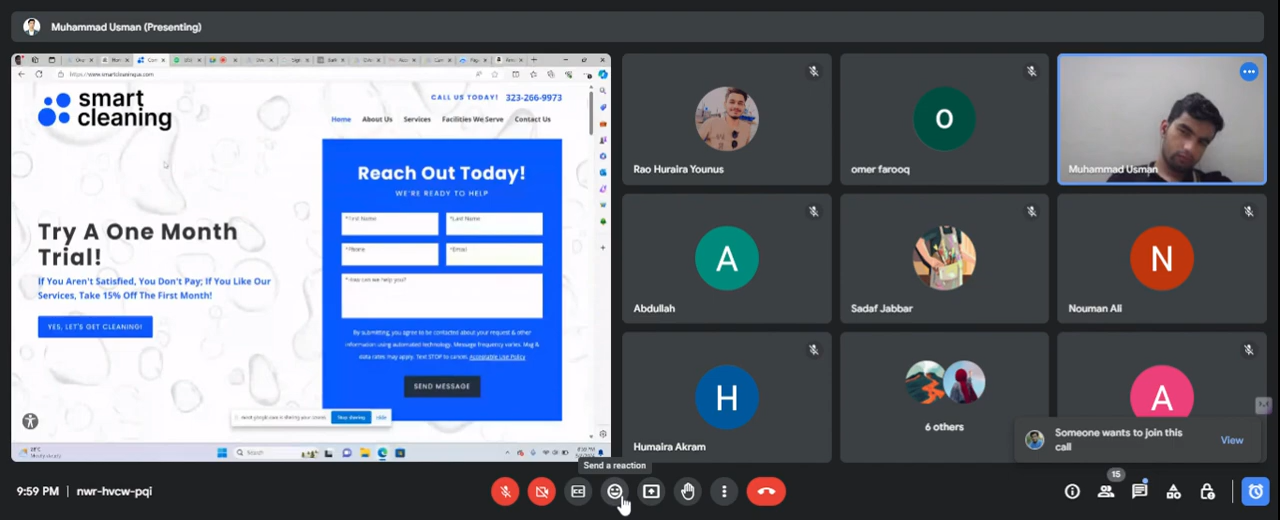 Muhammad Usman (Presenting)
https://www.smartcleaningus.com
smart
cleaning
CALL US TODAY! 323-266-9973
Home About Us Services Facilities We Serve Contact Us
Reach Out Today!
WE'RE READY TO HELP
*First Name *Last Name
*Phone *Email
*How can we help you?
By submitting, you agree to be contacted about your request & other
information using automated technology. Message frequency varies. Msg &
data rates may apply. Text STOP to cancel. Acceptable Use Policy
SEND MESSAGE
Try A One Month
Trial!
If You Aren't Satisfied, You Don't Pay; If You Like Our
Services, Take 15% Off The First Month!
YES, LET'S GET CLEANING!
Stop sharing Hide
Search
Rao Huraira Younus
O
omer farooq
Muhammad Usman
A
Abdullah
Sadaf Jabbar
N
Nouman Ali
H
Humaira Akram
6 others
A
Someone wants to join this
call
View
Send a reaction
9:59 PM | nwr-hvcw-pqi
15